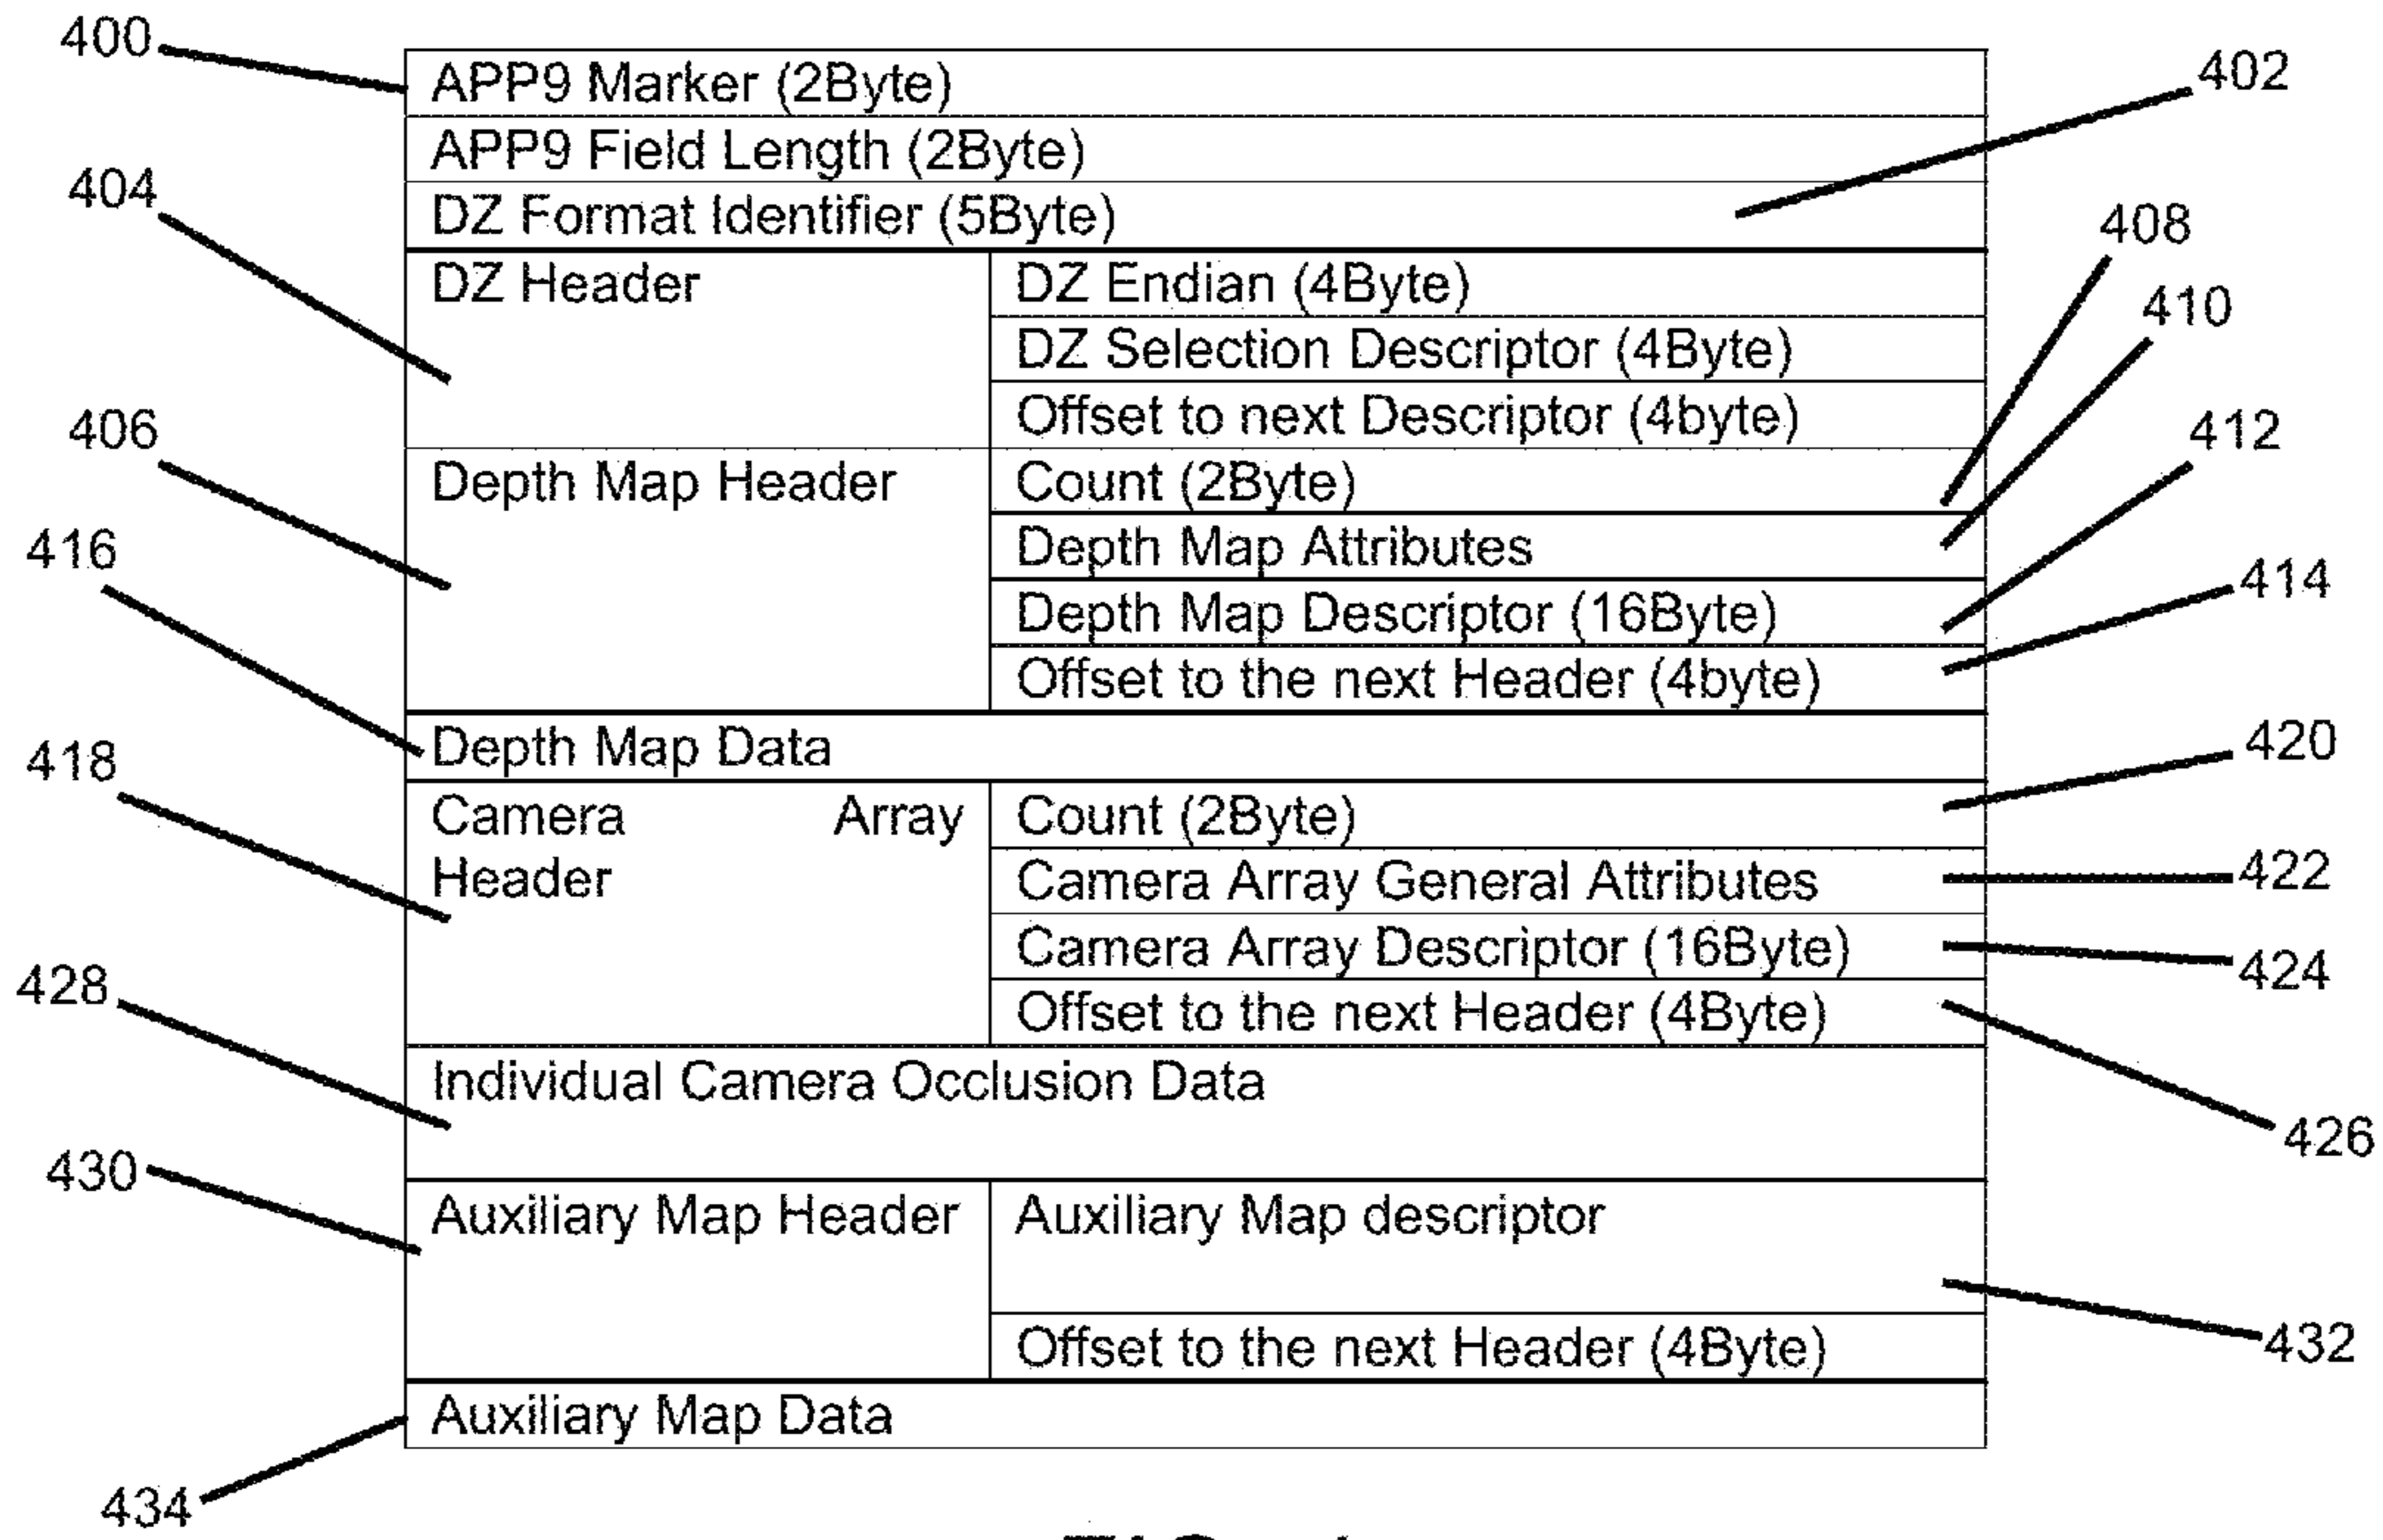 400
APP9 Marker (2Byte)
402
APP9 Field Length (2Byte)
404
DZ Format Identifier (5Byte)
408
DZ Header
DZ Endian (4Byte)
410
DZ Selection Descriptor (4Byte)
Offset to next Descriptor (4byte)
406
412
Depth Map Header
Count (2Byte)
416
Depth Map Attributes
414
Depth Map Descriptor (16Byte)
Offset to the next Header (4byte)
418
Depth Map Data
420
Camera Array
Header
Count (2Byte)
Camera Array General Attributes
422
Camera Array Descriptor (16Byte)
424
428
Offset to the next Header (4Byte)
Individual Camera Occlusion Data
426
430
Auxiliary Map Header
Auxiliary Map descriptor
432
Offset to the next Header (4Byte)
Auxiliary Map Data
434